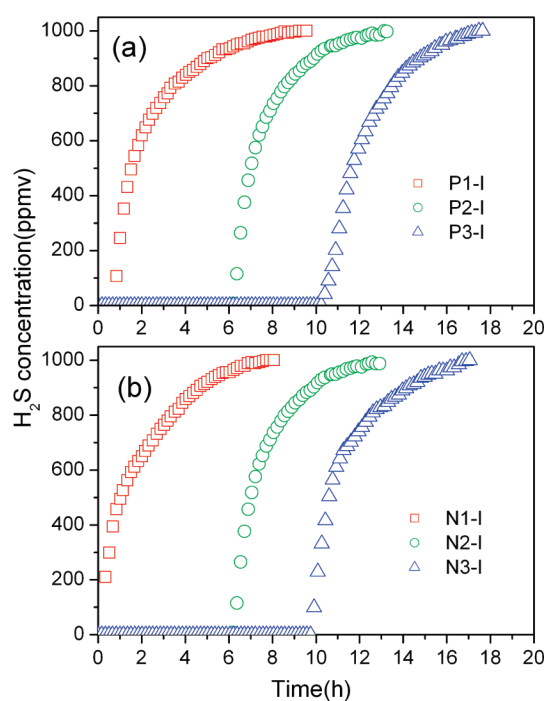 (a)
1000
800
600
400
200
0
P1-I
P2-I
P3-I
0 2 4 6 8 10 12 14 16 18
H₂S concentration(ppmv)
(b)
1000
800
600
400
200
0
N1-I
N2-I
N3-I
0 2 4 6 8 10 12 14 16 18 20
Time(h)